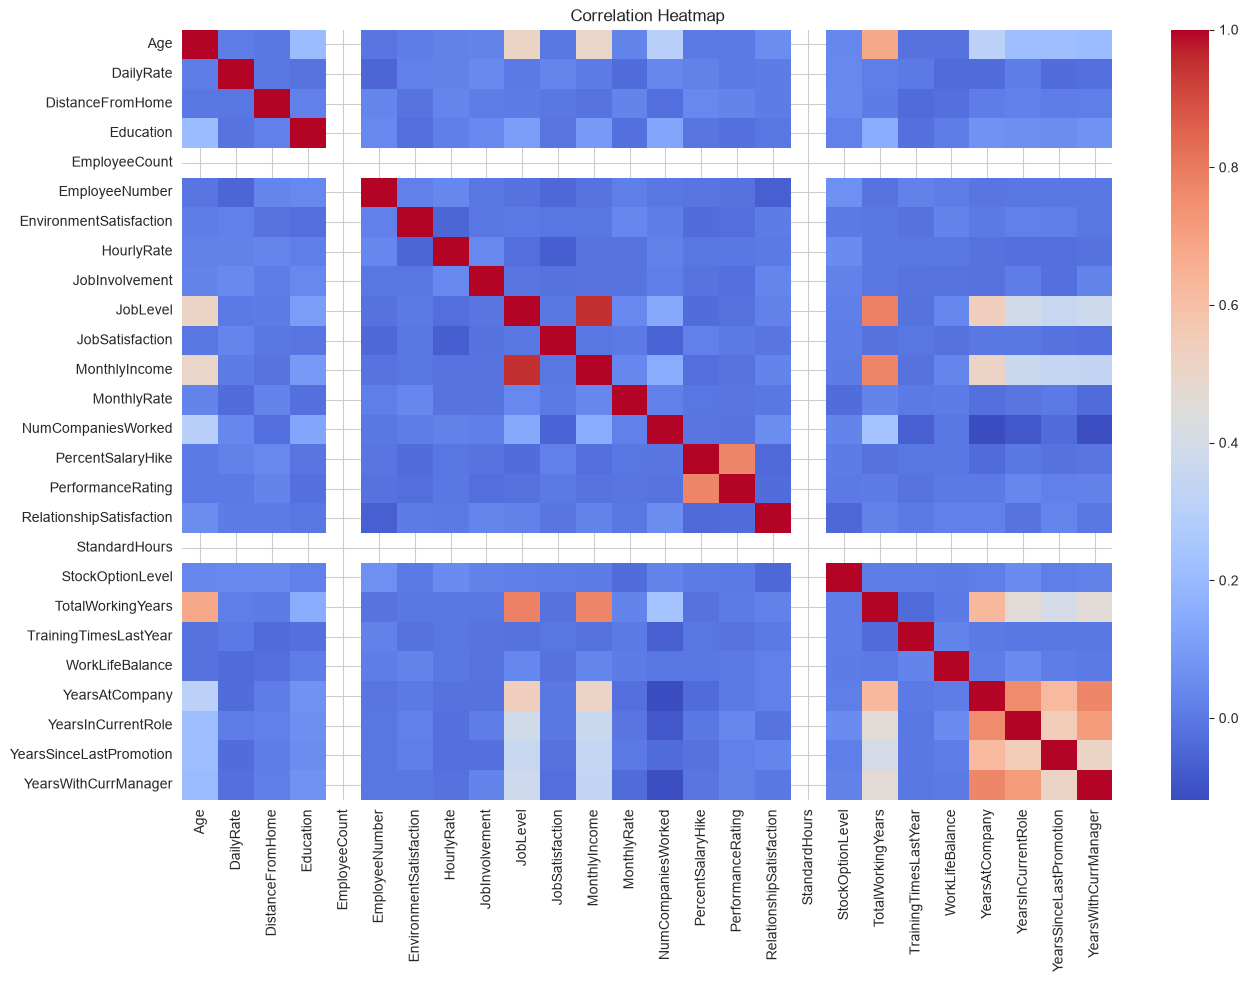 Correlation Heatmap
Age
DailyRate
DistanceFromHome
Education
EmployeeCount
EmployeeNumber
EnvironmentSatisfaction
HourlyRate
JobInvolvement
JobLevel
JobSatisfaction
MonthlyIncome
MonthlyRate
NumCompaniesWorked
PercentSalaryHike
PerformanceRating
RelationshipSatisfaction
StandardHours
StockOptionLevel
TotalWorkingYears
TrainingTimesLastYear
WorkLifeBalance
YearsAtCompany
YearsInCurrentRole
YearsSinceLastPromotion
YearsWithCurrManager
Age
DailyRate
DistanceFromHome
Education
EmployeeCount
EmployeeNumber
EnvironmentSatisfaction
HourlyRate
JobInvolvement
JobLevel
JobSatisfaction
MonthlyIncome
MonthlyRate
NumCompaniesWorked
PercentSalaryHike
PerformanceRating
RelationshipSatisfaction
StandardHours
StockOptionLevel
TotalWorkingYears
TrainingTimesLastYear
WorkLifeBalance
YearsAtCompany
YearsInCurrentRole
YearsSinceLastPromotion
YearsWithCurrManager
1.0
0.8
0.6
0.4
0.2
0.0